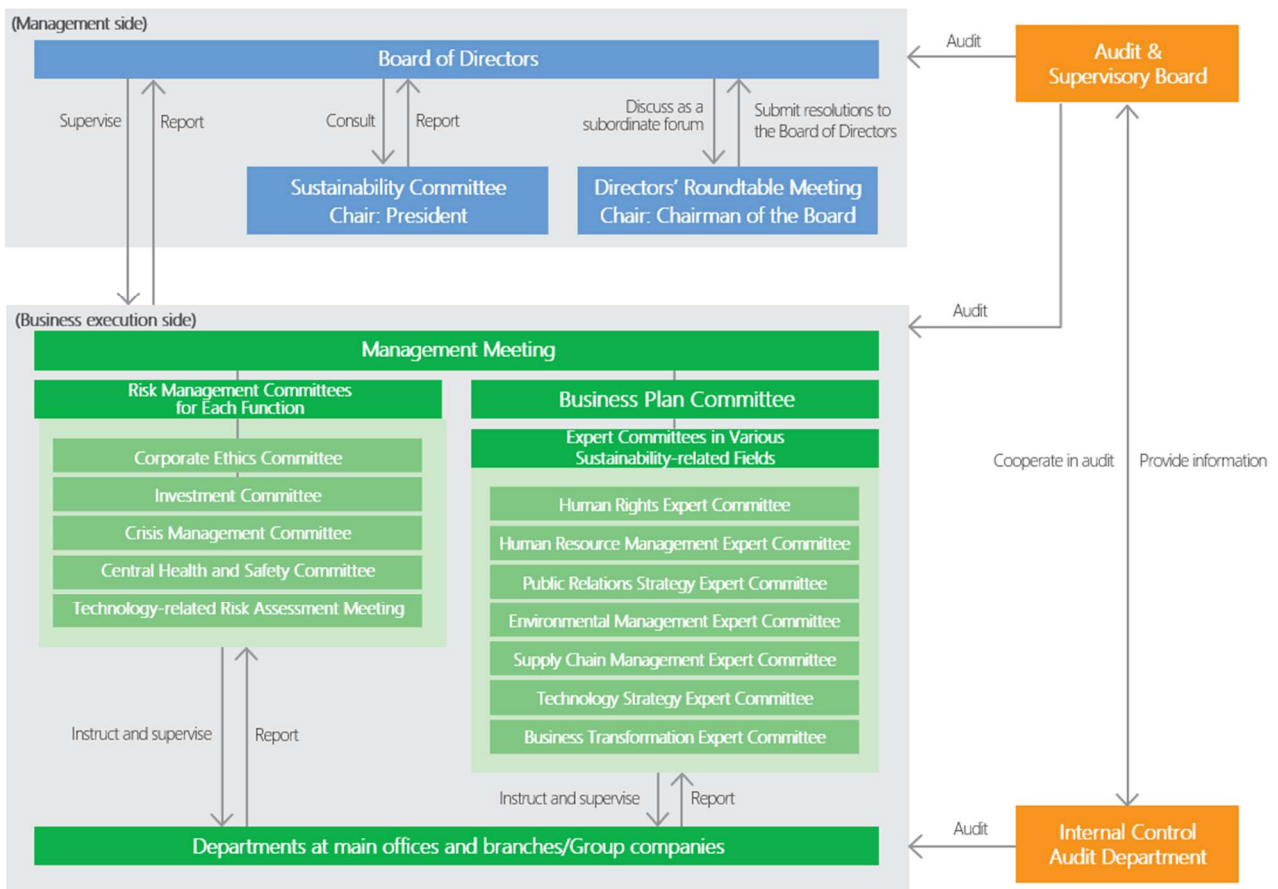 (Management side)
Board of Directors
Audit
Audit &
Supervisory Board
Supervise
Report
Consult
Report
Discuss as a
subordinate forum
Submit resolutions to
the Board of Directors
Sustainability Committee
Chair: President
Directors' Roundtable Meeting
Chair: Chairman of the Board
(Business execution side)
Audit
Management Meeting
Risk Management Committees
for Each Function
Corporate Ethics Committee
Investment Committee
Crisis Management Committee
Central Health and Safety Committee
Technology-related Risk Assessment Meeting
Business Plan Committee
Expert Committees in Various
Sustainability-related Fields
Human Rights Expert Committee
Human Resource Management Expert Committee
Public Relations Strategy Expert Committee
Environmental Management Expert Committee
Supply Chain Management Expert Committee
Technology Strategy Expert Committee
Business Transformation Expert Committee
Cooperate in audit
Provide information
Instruct and supervise
Report
Instruct and supervise
Report
Departments at main offices and branches/Group companies
Audit
Internal Control
Audit Department